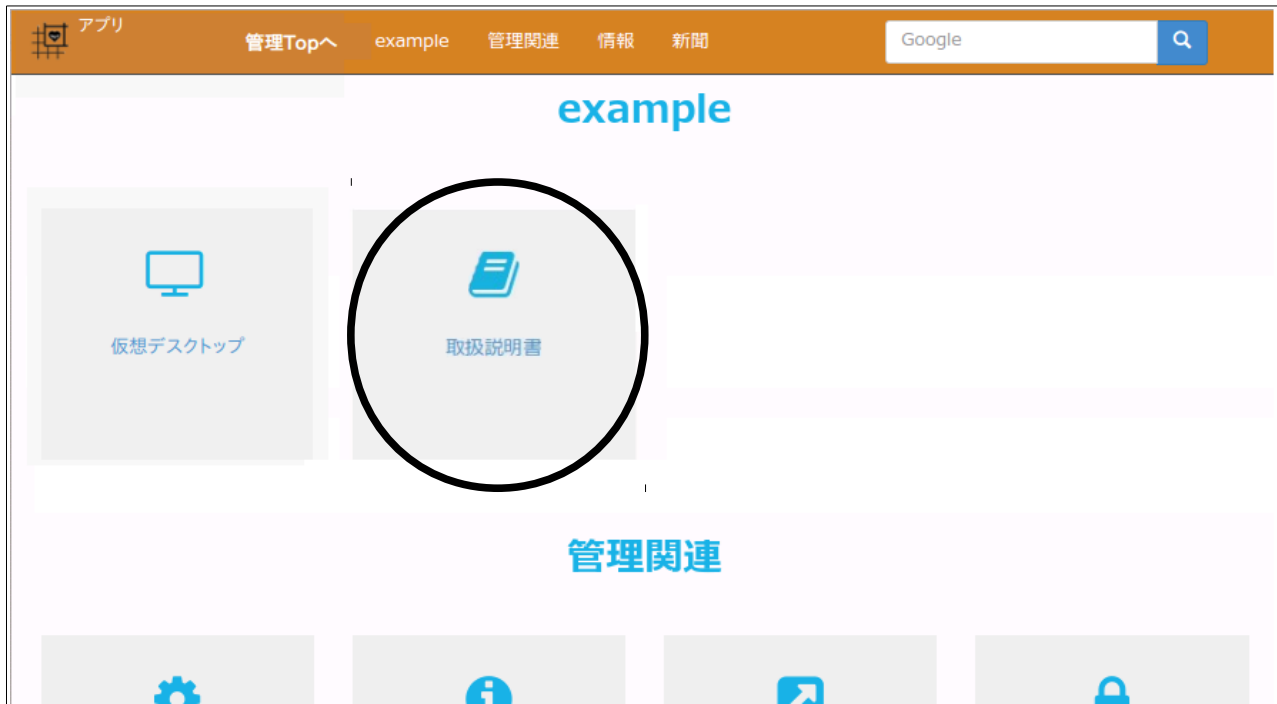 アプリ
管理Topへ example 管理関連 情報 新聞 Google
example
仮想デスクトップ 取扱説明書
管理関連